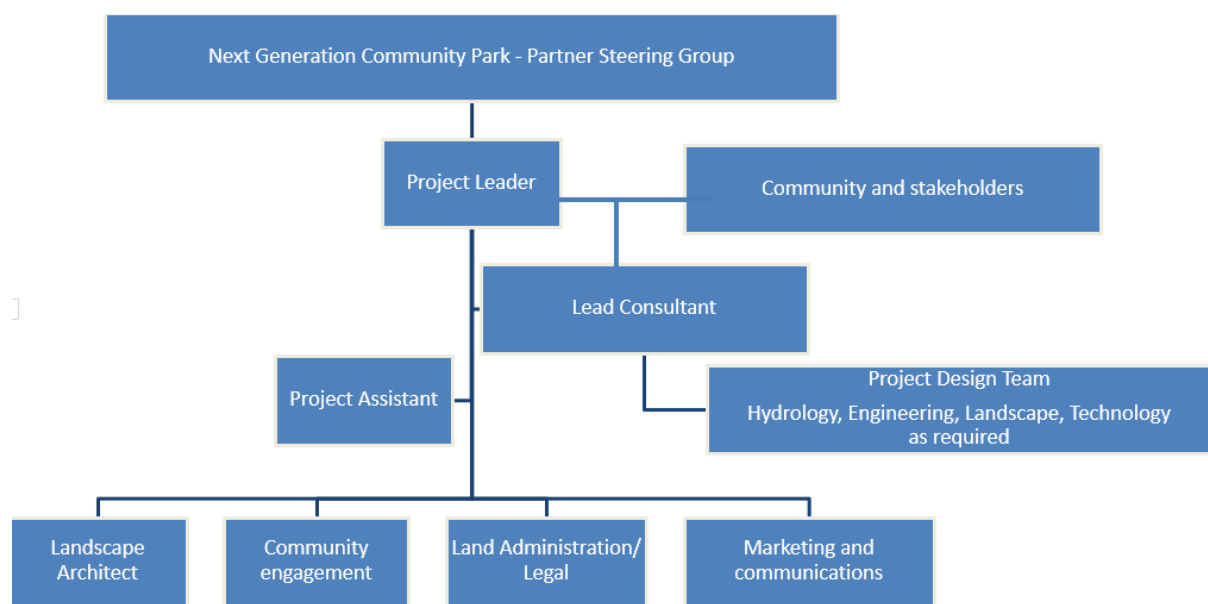 Next Generation Community Park - Partner Steering Group
Project Leader
Community and stakeholders
Lead Consultant
Project Assistant
Project Design Team
Hydrology, Engineering, Landscape, Technology
as required
Landscape
Architect
Community
engagement
Land Administration/
Legal
Marketing and
communications